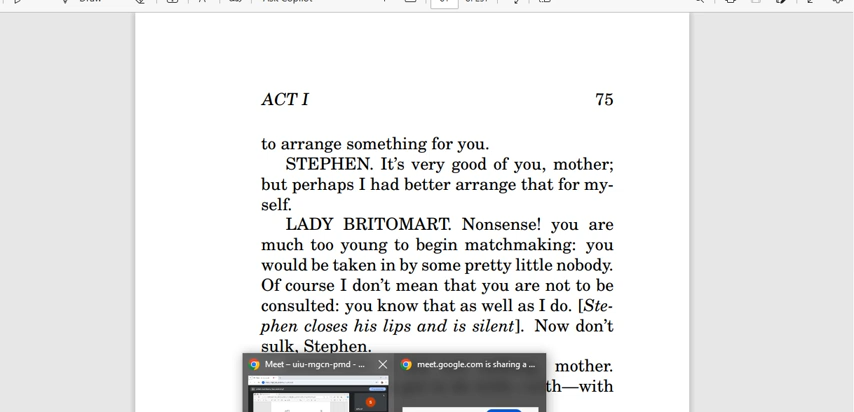 ACT I 75
to arrange something for you.
STEPHEN. It's very good of you, mother;
but perhaps I had better arrange that for my-
self.
LADY BRITOMART. Nonsense! you are
much too young to begin matchmaking: you
would be taken in by some pretty little nobody.
Of course I don't mean that you are not to be
consulted: you know that as well as I do. [Ste-
phen closes his lips and is silent]. Now don't
sulk, Stephen.
Meet – uiu-mgcn-pmd - ... meet.google.com is sharing a ...
mother.
th—with